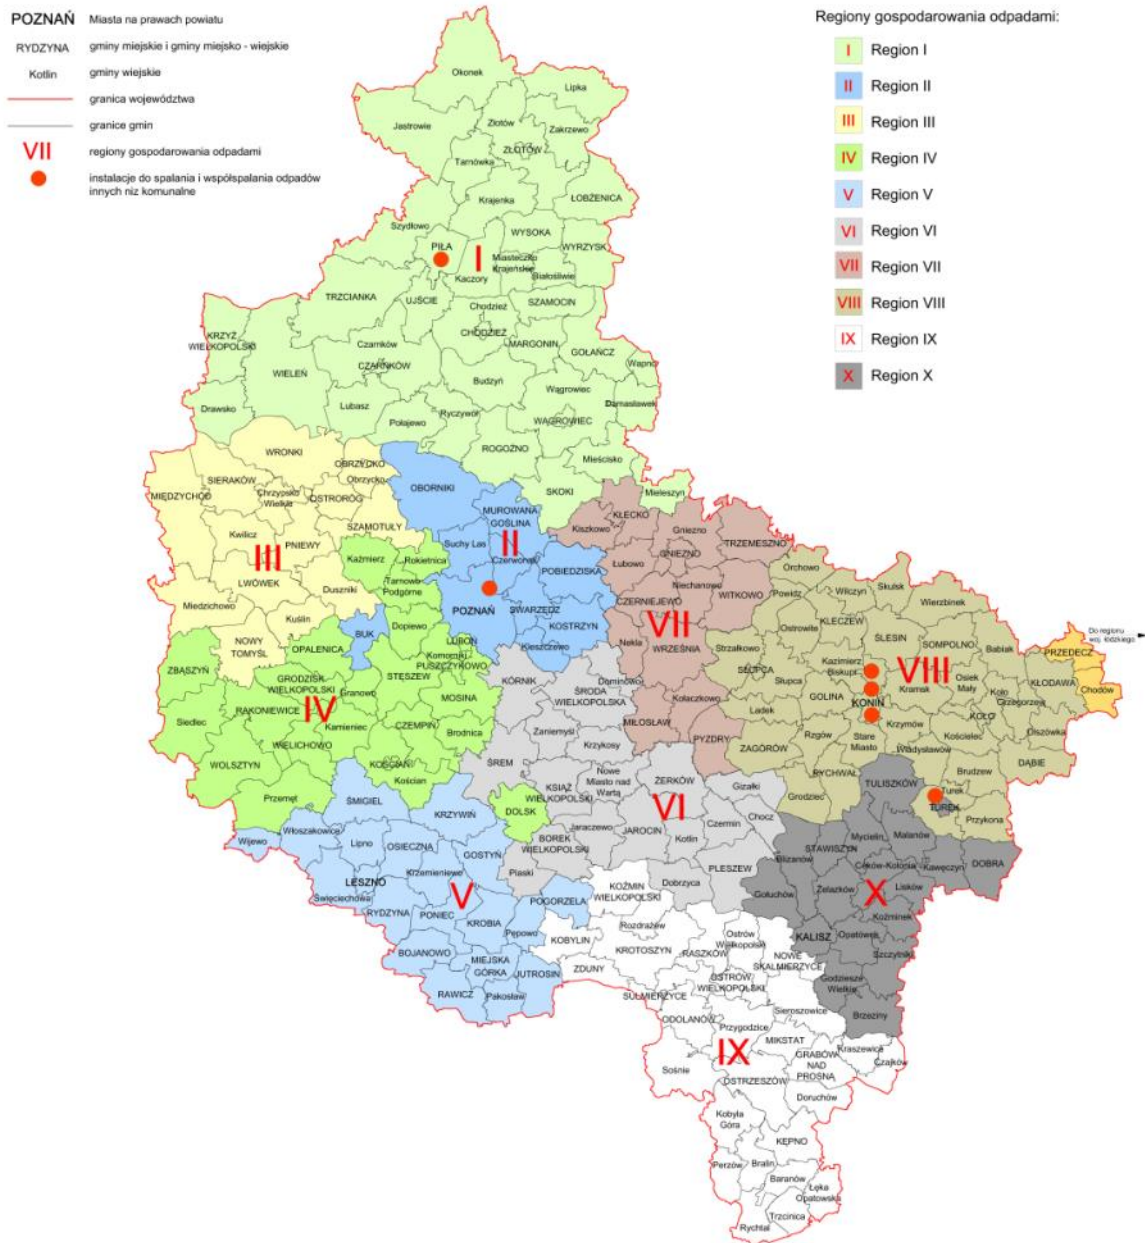 POZNAŃ Miasta na prawach powiatu
RYDZYNA gminy miejskie i gminy miejsko - wiejskie
Kotlin gminy wiejskie
granica województwa
granice gmin
VII regiony gospodarowania odpadami
instalacje do spalania i współspalania odpadów
innych niz komunalne
Regiony gospodarowania odpadami:
I Region I
II Region II
III Region III
IV Region IV
V Region V
VI Region VI
VII Region VII
VIII Region VIII
IX Region IX
X Region X
Okonek
Lipka
Jastrowie
Złotów
Zakrzewo
ZŁOTÓW
Tarnówka
Krajenka
ŁOBŻENICA
Szydłowo
WYSOKA
PIŁA
I
WYRZYSK
Miasteczko
Krajeńskie
Białośliwie
Kaczory
TRZCIANKA
UJŚCIE
SZAMOCIN
Chodzież
CHODZIEŻ
KRZYŻ
WIELKOPOLSKI
Czarnków
MARGONIN
GOŁAŃCZ
WIELEŃ
CZARNKÓW
Wapno
Budzyń
Wągrowiec
Drawsko
Lubasz
Damasławek
Połajewo
Ryczywół
WĄGROWIEC
ROGOŹNO
Mieścisko
WRONKI
OBRZYCKO
Obrzycko
SIERAKÓW
MIĘDZYCHÓD
Chrzypsko
Wielkie
OSTRORÓG
OBORNIKI
SKOKI
Mieleszyn
MUROWANA
GOŚLINA
KŁECKO
Kiszkowo
Gniezno
SZAMOTUŁY
Kwilicz
PNIEWY
III
II
Suchy Las
Czerwonak
TRZEMESZNO
GNIEZNO
Łubowo
Kaźmierz
Rokietnica
POBIEDZISKA
Orchowo
LWÓWEK
Duszniki
Tarnowo
Podgórne
Niechanowo
WITKOWO
Powidz
Wilczyn
Skulsk
Wierzbinek
Miedzichowo
Kuślin
POZNAŃ
SWARZĘDZ
CZERNIEJEWO
VII
KLECZEW
Ostrowite
ŚLESIN
BUK
Dopiewo
KOSTRZYN
Nekla
WRZEŚNIA
SOMPOLNO
Babiak
NOWY
TOMYŚL
OPALENICA
LUBOŃ
Komorniki
PUSZCZYKOWO
Kleszczewo
Strzałkowo
SŁUPCA
Słupca
Kazimierz
Biskupi
VIII
PRZEDECZ
Do regionu
woj. łódzkiego
ZBĄSZYŃ
GRODZISK
WIELKOPOLSKI
Granowo
STĘSZEW
KÓRNIK
Dominowo
Kołaczkowo
GOLINA
Kramsk
Osiek
Mały
KŁODAWA
Chodów
Siedlec
RAKONIEWICE
IV
MOSINA
ŚRODA
WIELKOPOLSKA
Lądek
KONIN
Koło
Grzegorzew
Kamieniec
CZEMPIŃ
Brodnica
Zaniemyśl
MIŁOSŁAW
PYZDRY
Rzgów
Krzymów
KOŁO
Olszówka
WIELICHOWO
Krzykosy
ZAGÓRÓW
Stare
Miasto
Kościelec
WOLSZTYN
KOŚCIAN
Kościan
ŚREM
Nowe
Miasto nad
Wartą
ŻERKÓW
RYCHWAŁ
Władysławów
DĄBIE
Przemęt
KSIĄŻ
WIELKOPOLSKI
VI
Gizałki
Grodziec
TULISZKÓW
Brudzew
Turek
TUREK
ŚMIGIEL
KRZYWIŃ
DOLSK
Chocz
Czermin
Przykona
Wijewo
Włoszakowice
Jaraczewo
JAROCIN
Kotlin
Mycielin
Malanów
Lipno
OSIECZNA
GOSTYŃ
BOREK
WIELKOPOLSKI
STAWISZYN
Blizanów
Ceków-Kolonia
Kawęczyn
DOBRA
LESZNO
Krzemieniewo
Piaski
PLESZEW
Święciechowa
V
Dobrzyca
Gołuchów
Żelazków
X
Lisków
RYDZYNA
PONIEC
KROBIA
POGORZELA
KOŹMIN
WIELKOPOLSKI
Koźminek
Pępowo
Rozdrażew
KALISZ
Opatówek
BOJANOWO
MIEJSKA
GÓRKA
KOBYLIN
KROTOSZYN
Ostrów
Wielkopolski
RASZKÓW
NOWE
SKALMIERZYCE
Szczytniki
JUTROSIN
ZDUNY
Godziesze
Wielkie
RAWICZ
Pakosław
OSTRÓW
WIELKOPOLSKI
SULMIERZYCE
Sieroszowice
Brzeziny
ODOLANÓW
Przygodzice
MIKSTAT
Kraszewice
IX
GRABÓW
NAD
PROSNĄ
Czajków
Sośnie
OSTRZESZÓW
Doruchów
Kobyla
Góra
KĘPNO
Perzów
Bralin
Baranów
Łęka
Opatowska
Trzcinica
Rychtal